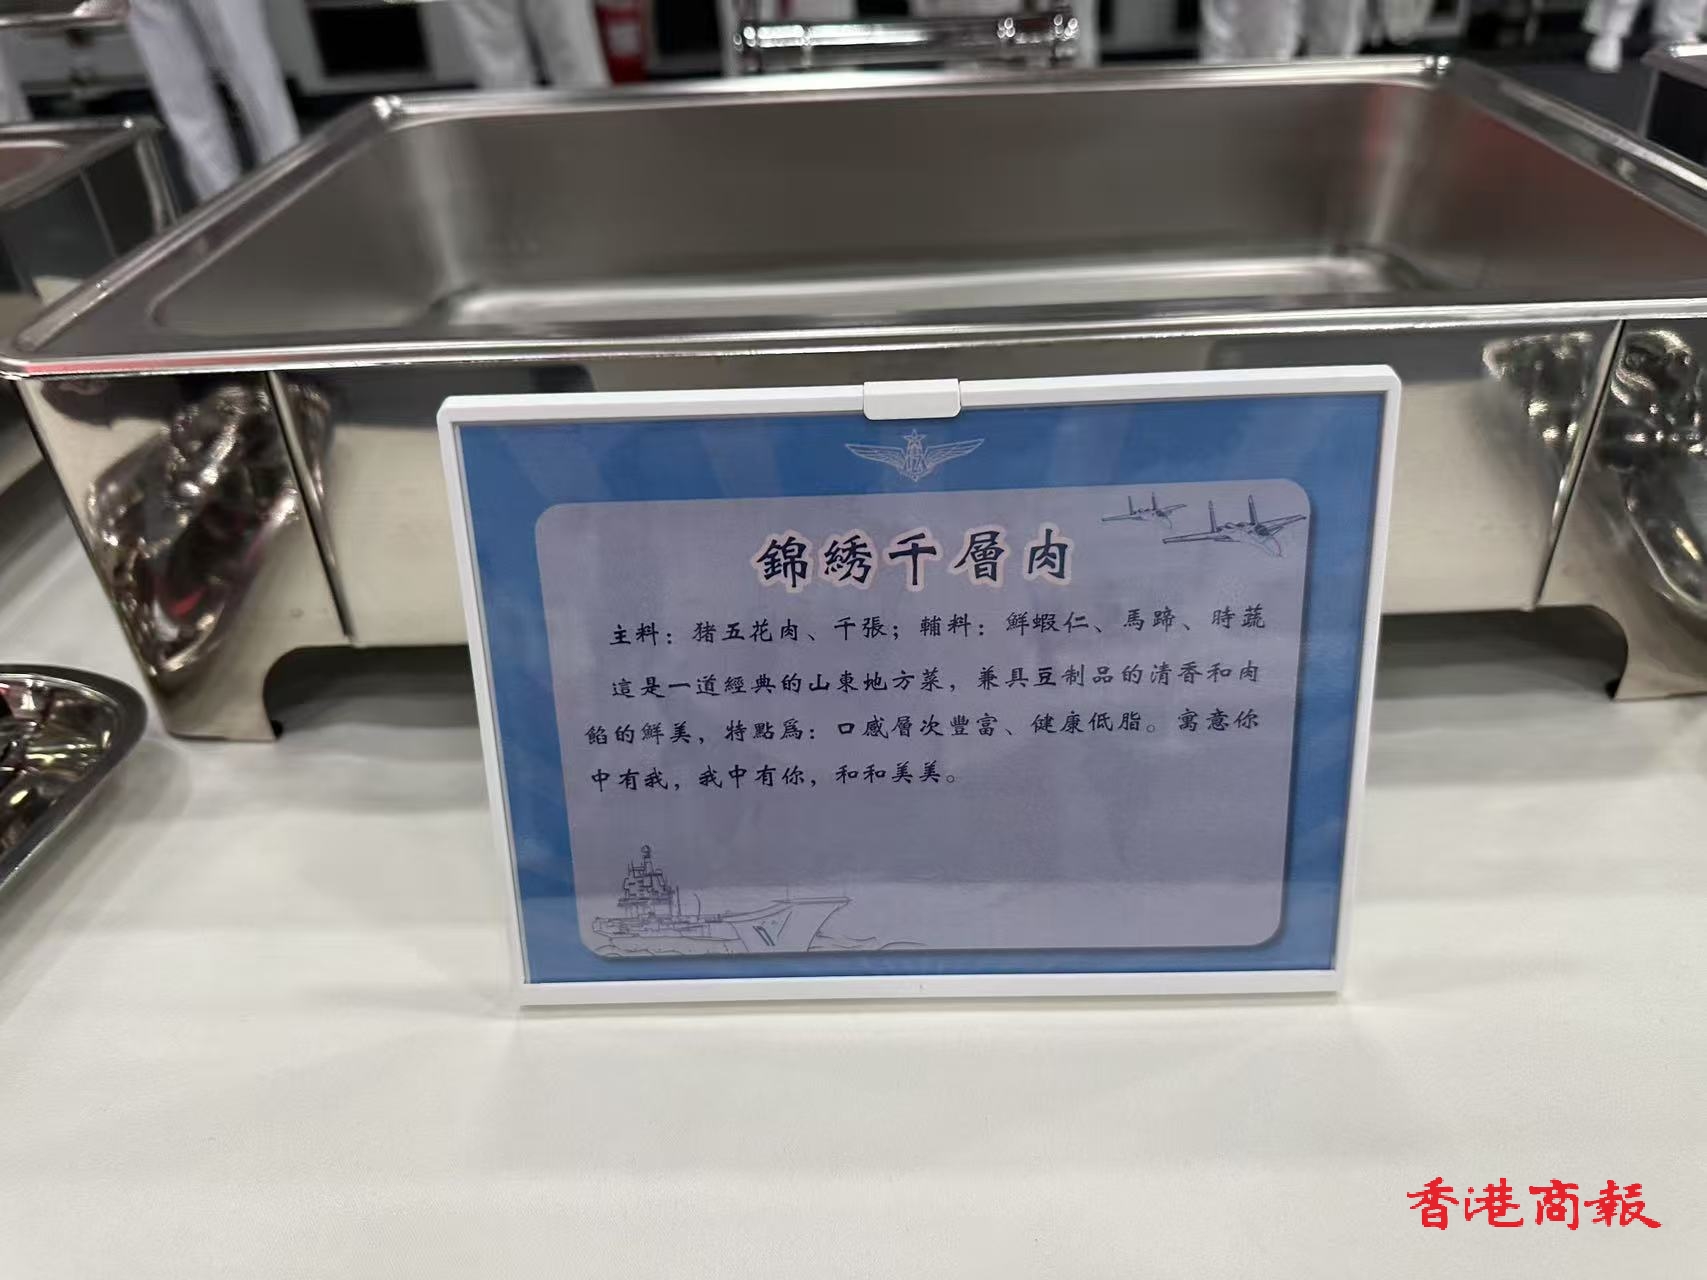 錦綉千層肉
主料：猪五花肉、千張；輔料：鮮蝦仁、馬蹄、時蔬
這是一道經典的山東地方菜，兼具豆制品的清香和肉
餡的鮮美，特點爲：口感層次豐富、健康低脂。寓意你
中有我，我中有你，和和美美。
香港商報